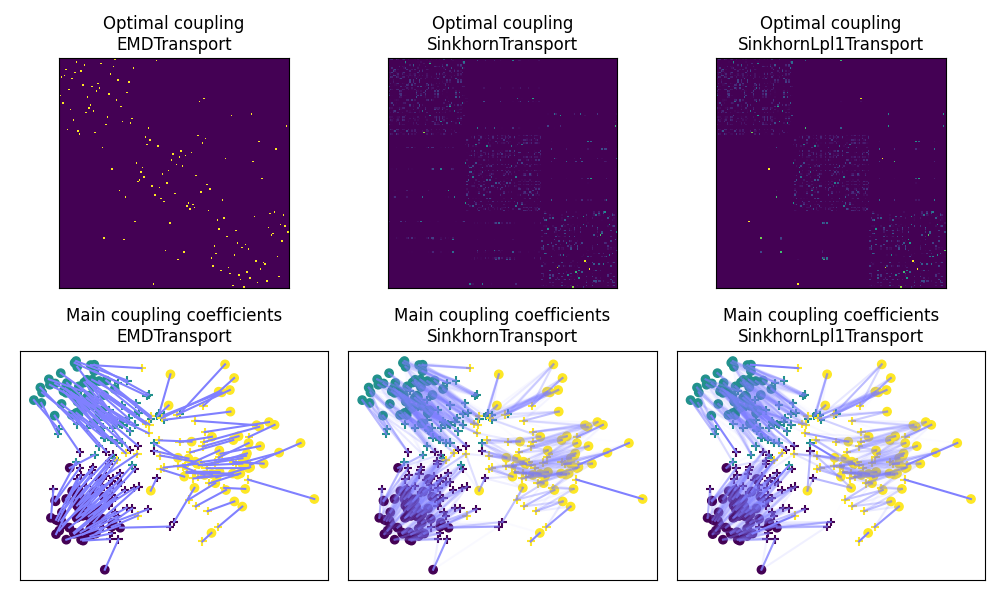 Optimal coupling
EMDTransport
Optimal coupling
SinkhornTransport
Optimal coupling
SinkhornLpl1Transport
Main coupling coefficients
EMDTransport
Main coupling coefficients
SinkhornTransport
Main coupling coefficients
SinkhornLpl1Transport